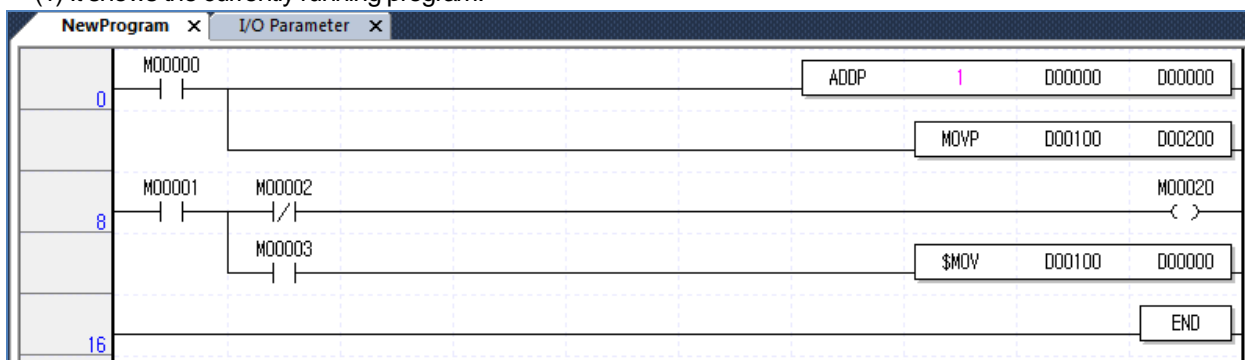 (1) It shows the currently running program.
NewProgram X I/O Parameter X
M00000
ADDP 1 D00000 D00000
0
MOVP D00100 D00200
M00001 M00002 M00020
8
M00003
$MOV D00100 D00000
END
16